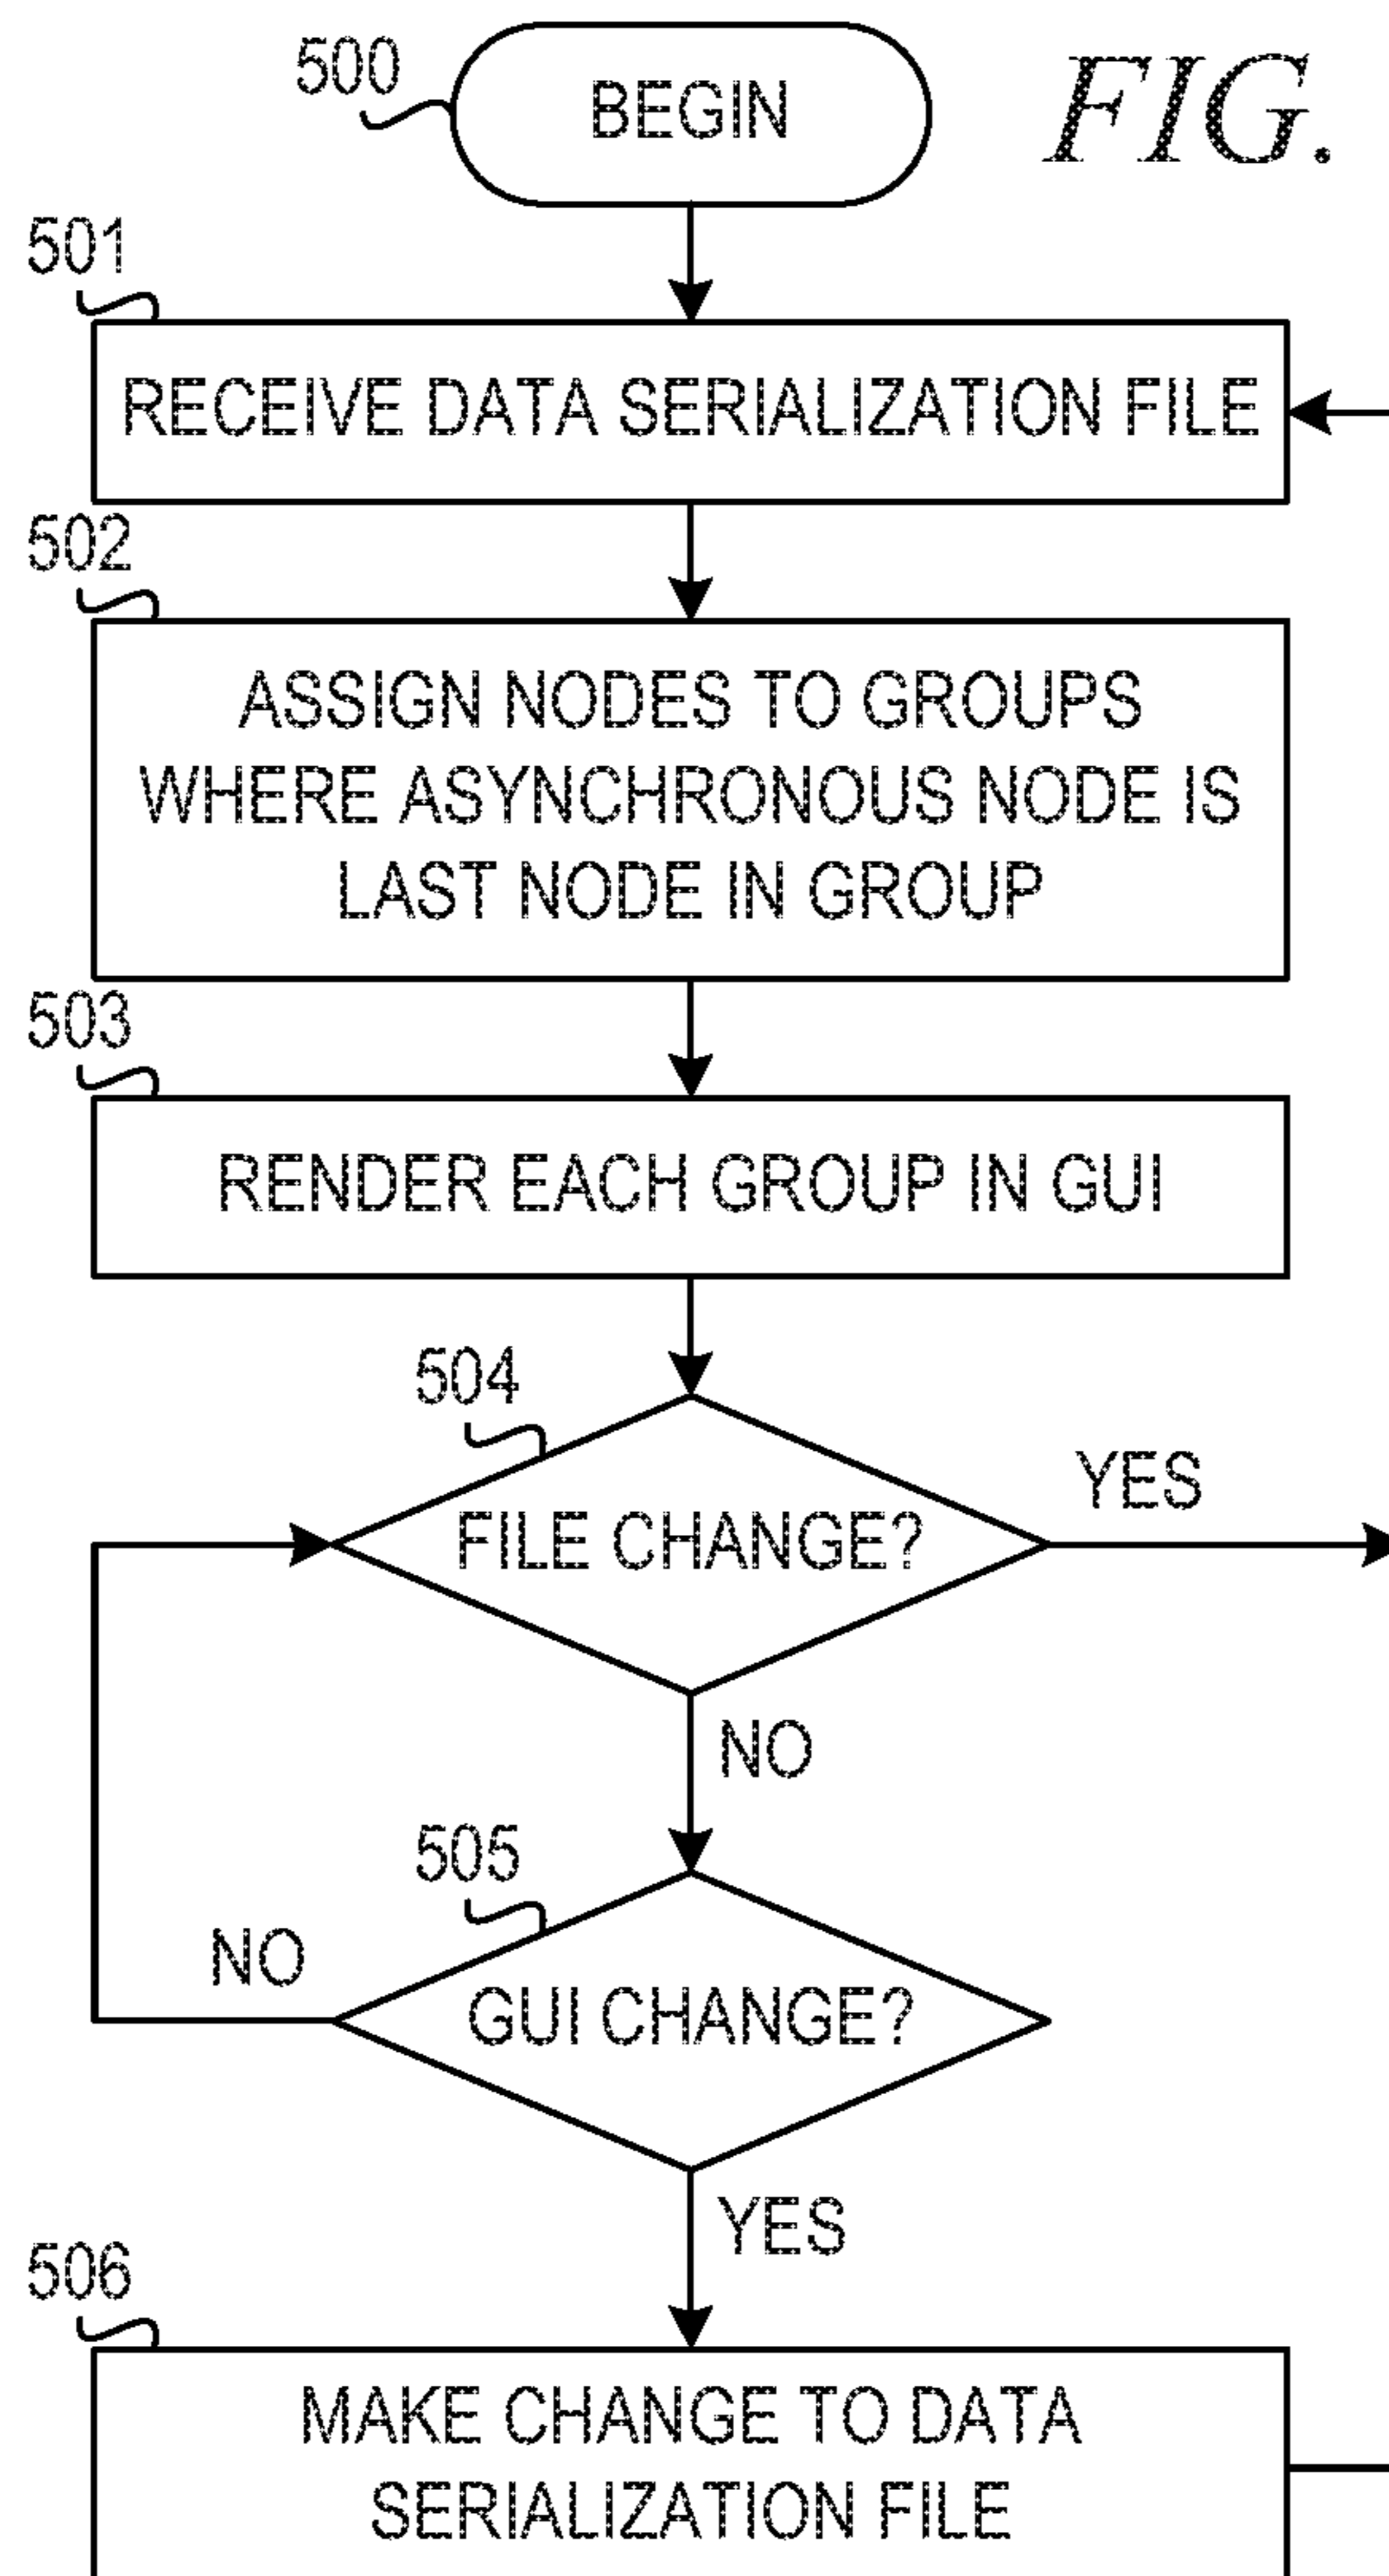 500
BEGIN
FIG.
501
RECEIVE DATA SERIALIZATION FILE
502
ASSIGN NODES TO GROUPS
WHERE ASYNCHRONOUS NODE IS
LAST NODE IN GROUP
503
RENDER EACH GROUP IN GUI
504
FILE CHANGE?
YES
NO
505
GUI CHANGE?
NO
YES
506
MAKE CHANGE TO DATA
SERIALIZATION FILE